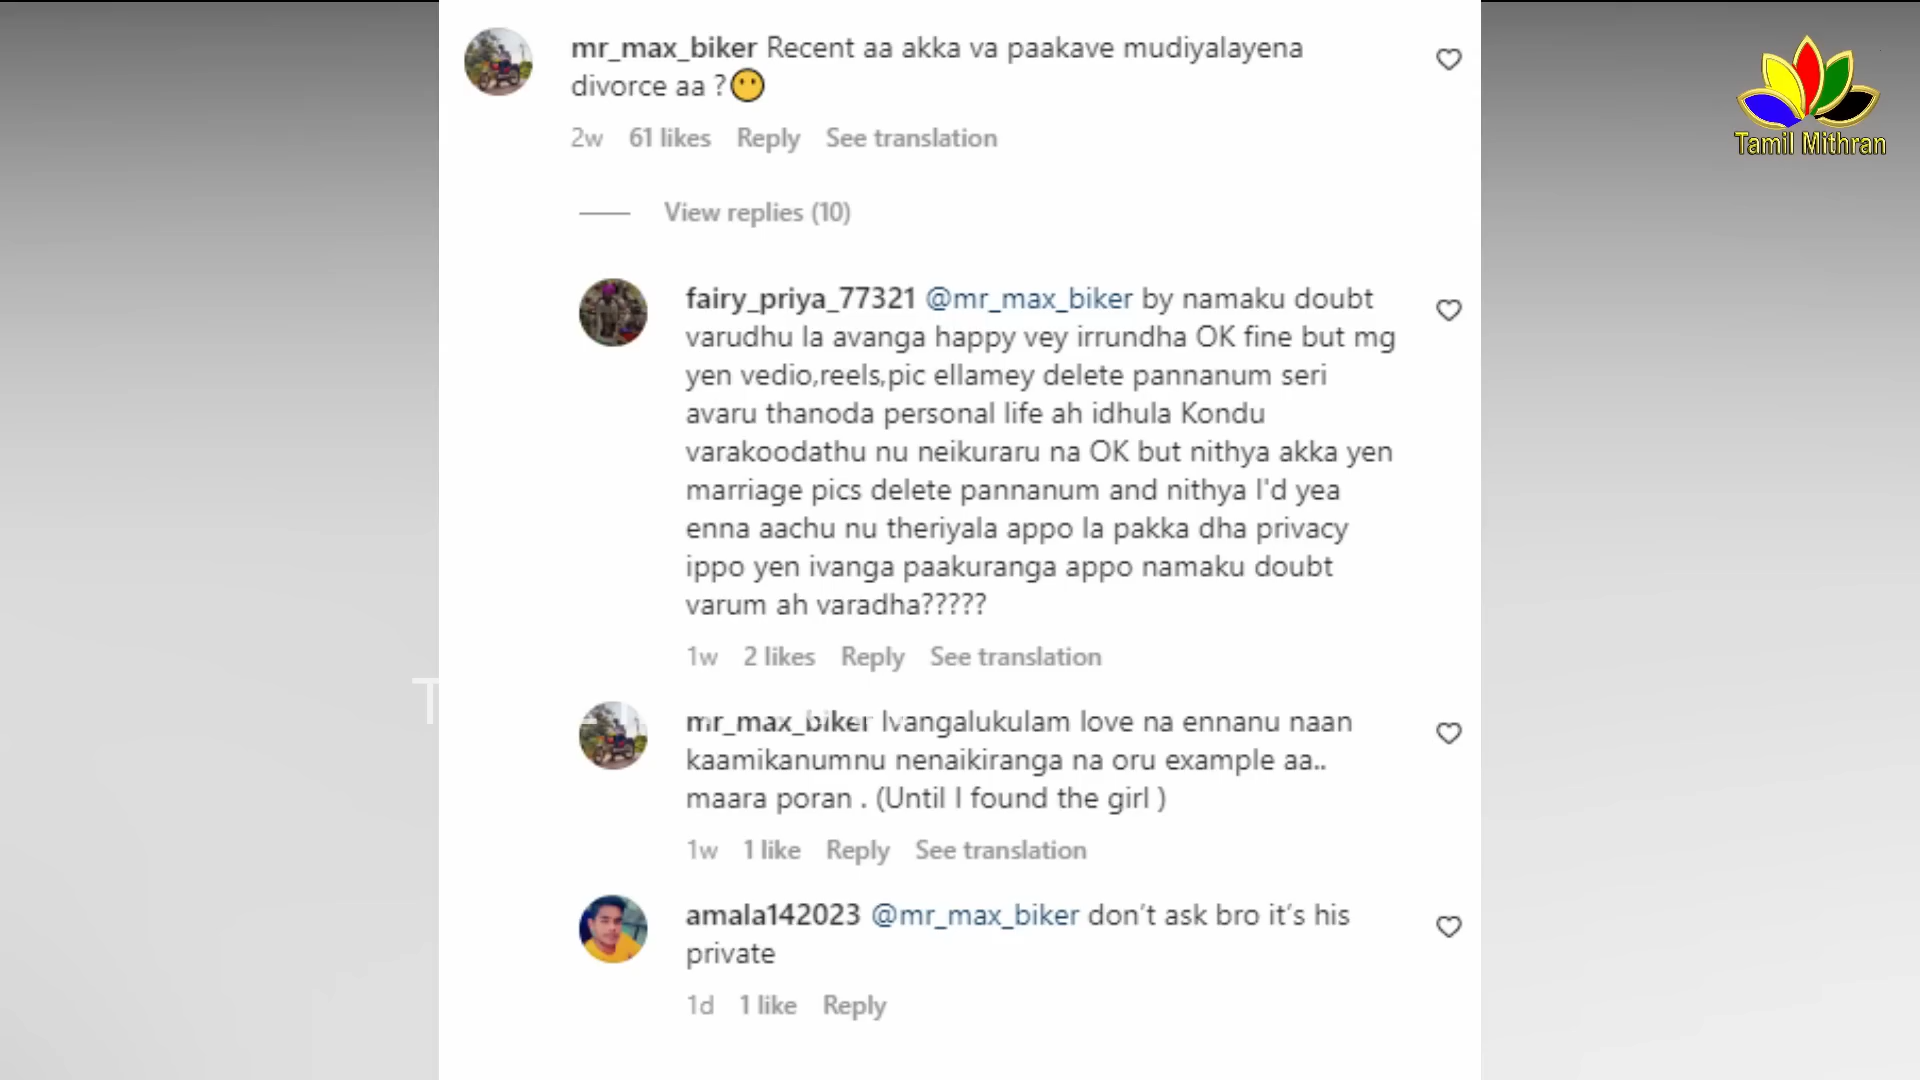 mr_max_biker Recent aa akka va paakave mudiyalayena
divorce aa ?😶
2w 61 likes Reply See translation
View replies (10)
fairy_priya_77321 @mr_max_biker by namaku doubt
varudhu la avanga happy vey irrundha OK fine but mg
yen vedio,reels,pic ellamey delete pannanum seri
avaru thanoda personal life ah idhula Kondu
varakoodathu nu neikuraru na OK but nithya akka yen
marriage pics delete pannanum and nithya I'd yea
enna aachu nu theriyala appo la pakka dha privacy
ippo yen ivanga paakuranga appo namaku doubt
varum ah varadha?????
1w 2 likes Reply See translation
mr_max_biker Ivangalukulam love na ennanu naan
kaamikanumnu nenaikiranga na oru example aa..
maara poran . (Until I found the girl )
1w 1 like Reply See translation
amala142023 @mr_max_biker don’t ask bro it’s his
private
1d 1 like Reply
Tamil Mithran